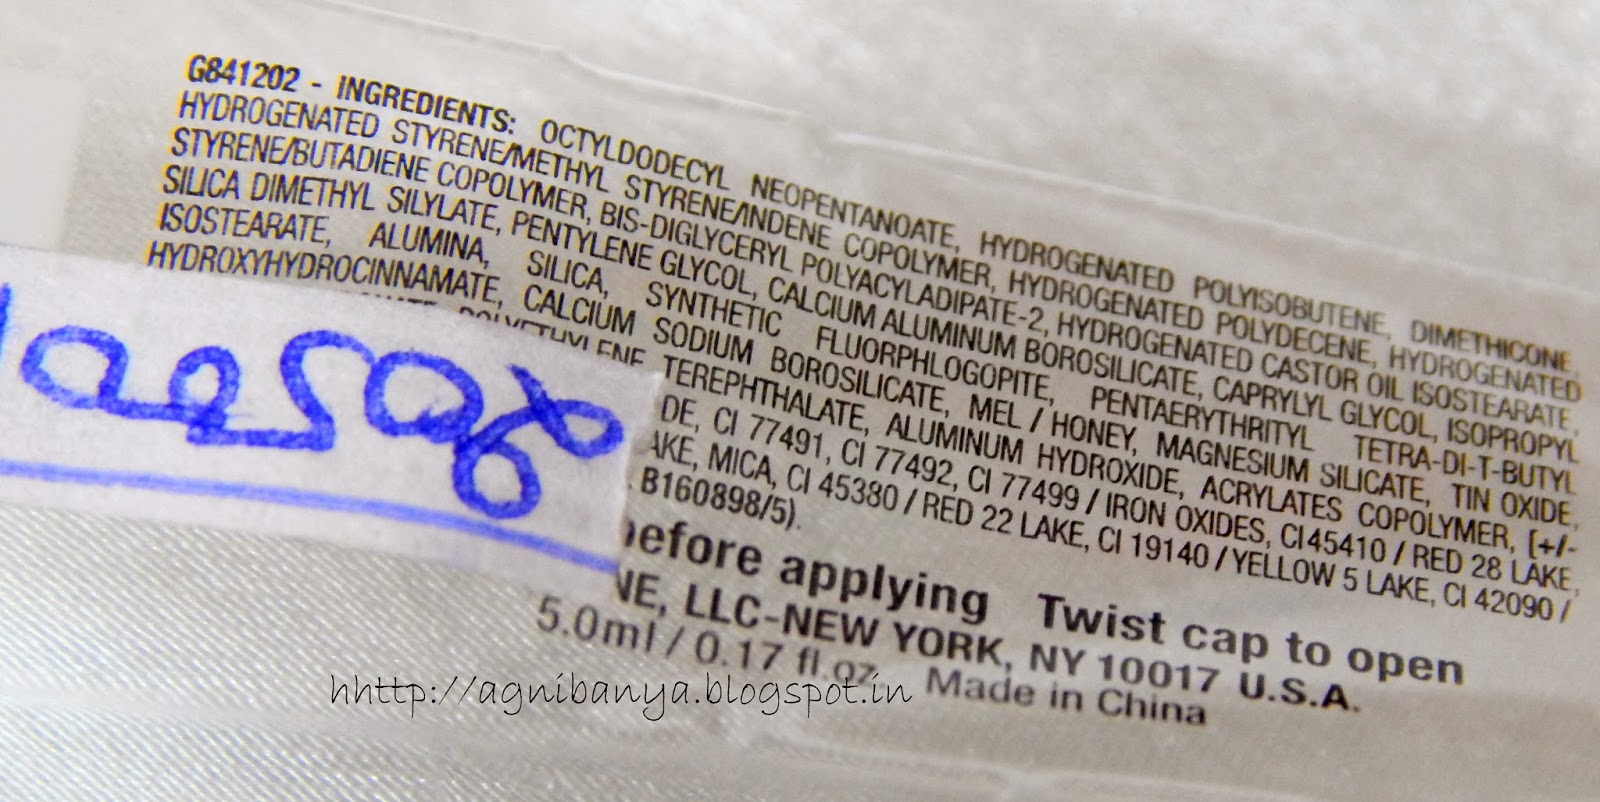 G841202 - INGREDIENTS: OCTYLDODECYL NEOPENTANOATE, HYDROGENATED POLYISOBUTENE, DIMETHICONE,
HYDROGENATED STYRENE/METHYL STYRENE/INDENE COPOLYMER, HYDROGENATED POLYDECENE, HYDROGENATED
STYRENE/BUTADIENE COPOLYMER, BIS-DIGLYCERYL POLYACYLADIPATE-2, HYDROGENATED CASTOR OIL ISOSTEARATE,
SILICA DIMETHYL SILYLATE, PENTYLENE GLYCOL, CALCIUM ALUMINUM BOROSILICATE, CAPRYLYL GLYCOL, ISOPROPYL
ISOSTEARATE, ALUMINA, SILICA, SYNTHETIC FLUORPHLOGOPITE, PENTAERYTHRITYL TETRA-DI-T-BUTYL
HYDROXYHYDROCINNAMATE, CALCIUM SODIUM BOROSILICATE, MEL / HONEY, MAGNESIUM SILICATE, TIN OXIDE,
POLYETHYLENE TEREPHTHALATE, ALUMINUM HYDROXIDE, ACRYLATES COPOLYMER, [+/-
DE, CI 77491, CI 77492, CI 77499 / IRON OXIDES, CI45410 / RED 28 LAKE,
AKE, MICA, CI 45380 / RED 22 LAKE, CI 19140 / YELLOW 5 LAKE, CI 42090 /
B160898/5).
before applying Twist cap to open
NE, LLC-NEW YORK, NY 10017 U.S.A.
5.0ml / 0.17 fl.oz. Made in China
hhttp://agnibanya.blogspot.in